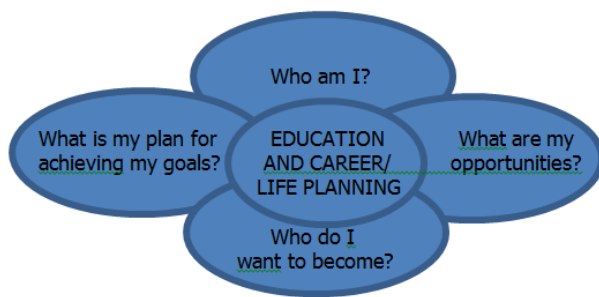 Who am I?
What is my plan for
achieving my goals?
EDUCATION
AND CAREER/
LIFE PLANNING
What are my
opportunities?
Who do I
want to become?